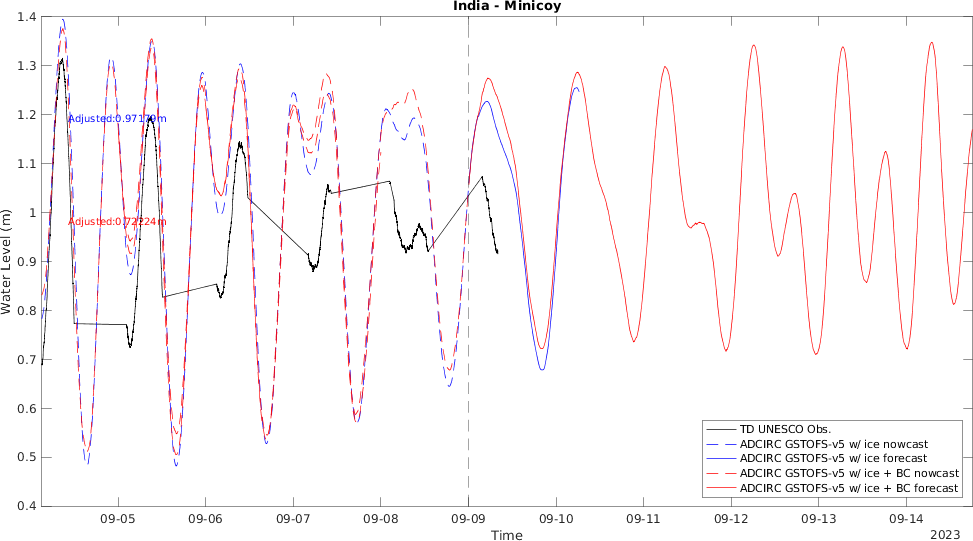 India - Minicoy
1.4
1.3
1.2
1.1
1
0.9
0.8
0.7
0.6
0.5
0.4
Water Level (m)
Adjusted:0.97179m
Adjusted:0.72224m
TD UNESCO Obs.
ADCIRC GSTOFS-v5 w/ ice nowcast
ADCIRC GSTOFS-v5 w/ ice forecast
ADCIRC GSTOFS-v5 w/ ice + BC nowcast
ADCIRC GSTOFS-v5 w/ ice + BC forecast
09-05 09-06 09-07 09-08 09-09 09-10 09-11 09-12 09-13 09-14
Time
2023